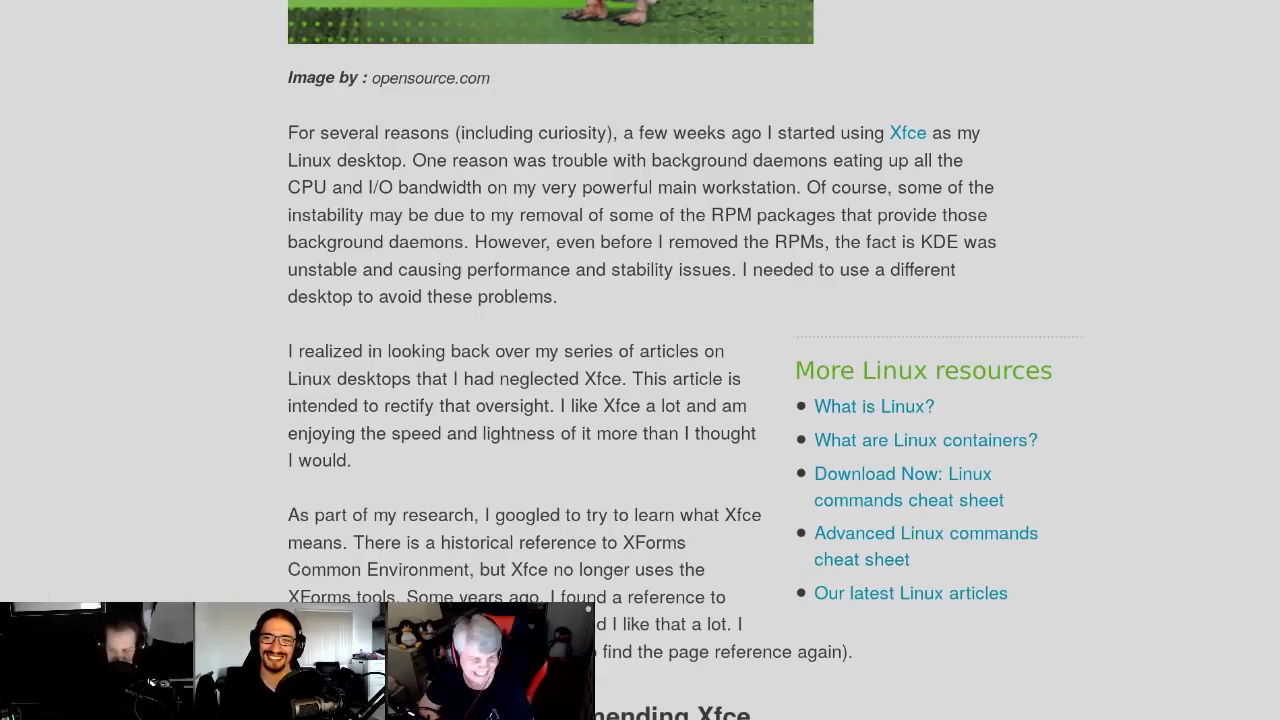 Image by : opensource.com
For several reasons (including curiosity), a few weeks ago I started using Xfce as my
Linux desktop. One reason was trouble with background daemons eating up all the
CPU and I/O bandwidth on my very powerful main workstation. Of course, some of the
instability may be due to my removal of some of the RPM packages that provide those
background daemons. However, even before I removed the RPMs, the fact is KDE was
unstable and causing performance and stability issues. I needed to use a different
desktop to avoid these problems.
I realized in looking back over my series of articles on
Linux desktops that I had neglected Xfce. This article is
intended to rectify that oversight. I like Xfce a lot and am
enjoying the speed and lightness of it more than I thought
I would.
As part of my research, I googled to try to learn what Xfce
means. There is a historical reference to XForms
Common Environment, but Xfce no longer uses the
XForms tools. Some years ago, I found a reference to
d I like that a lot. I
find the page reference again).
More Linux resources
What is Linux?
What are Linux containers?
Download Now: Linux
commands cheat sheet
Advanced Linux commands
cheat sheet
Our latest Linux articles
mending Xfce